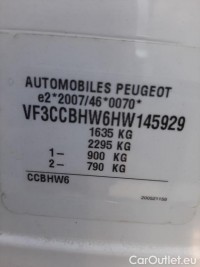 AUTOMOBILES PEUGEOT
e2*2007/46*0070*
VF3CCBHW6HW145929
1635 KG
2295 KG
1- 900 KG
2- 790 KG
CCBHW6
CarOutlet.eu